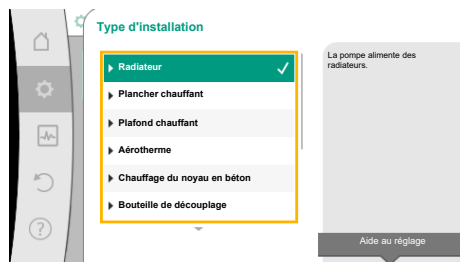 Type d'installation
Radiateur
Plancher chauffant
Plafond chauffant
Aérotherme
Chauffage du noyau en béton
Bouteille de découplage
La pompe alimente des
radiateurs.
Aide au réglage